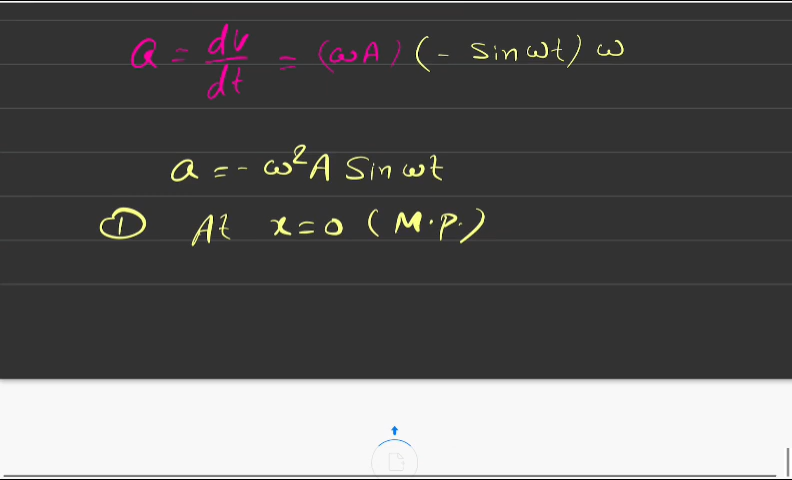 a = dv/dt = (ωA) (- sin ωt) ω
a = - ω²A Sin ωt
① At x = 0 (M.P.)